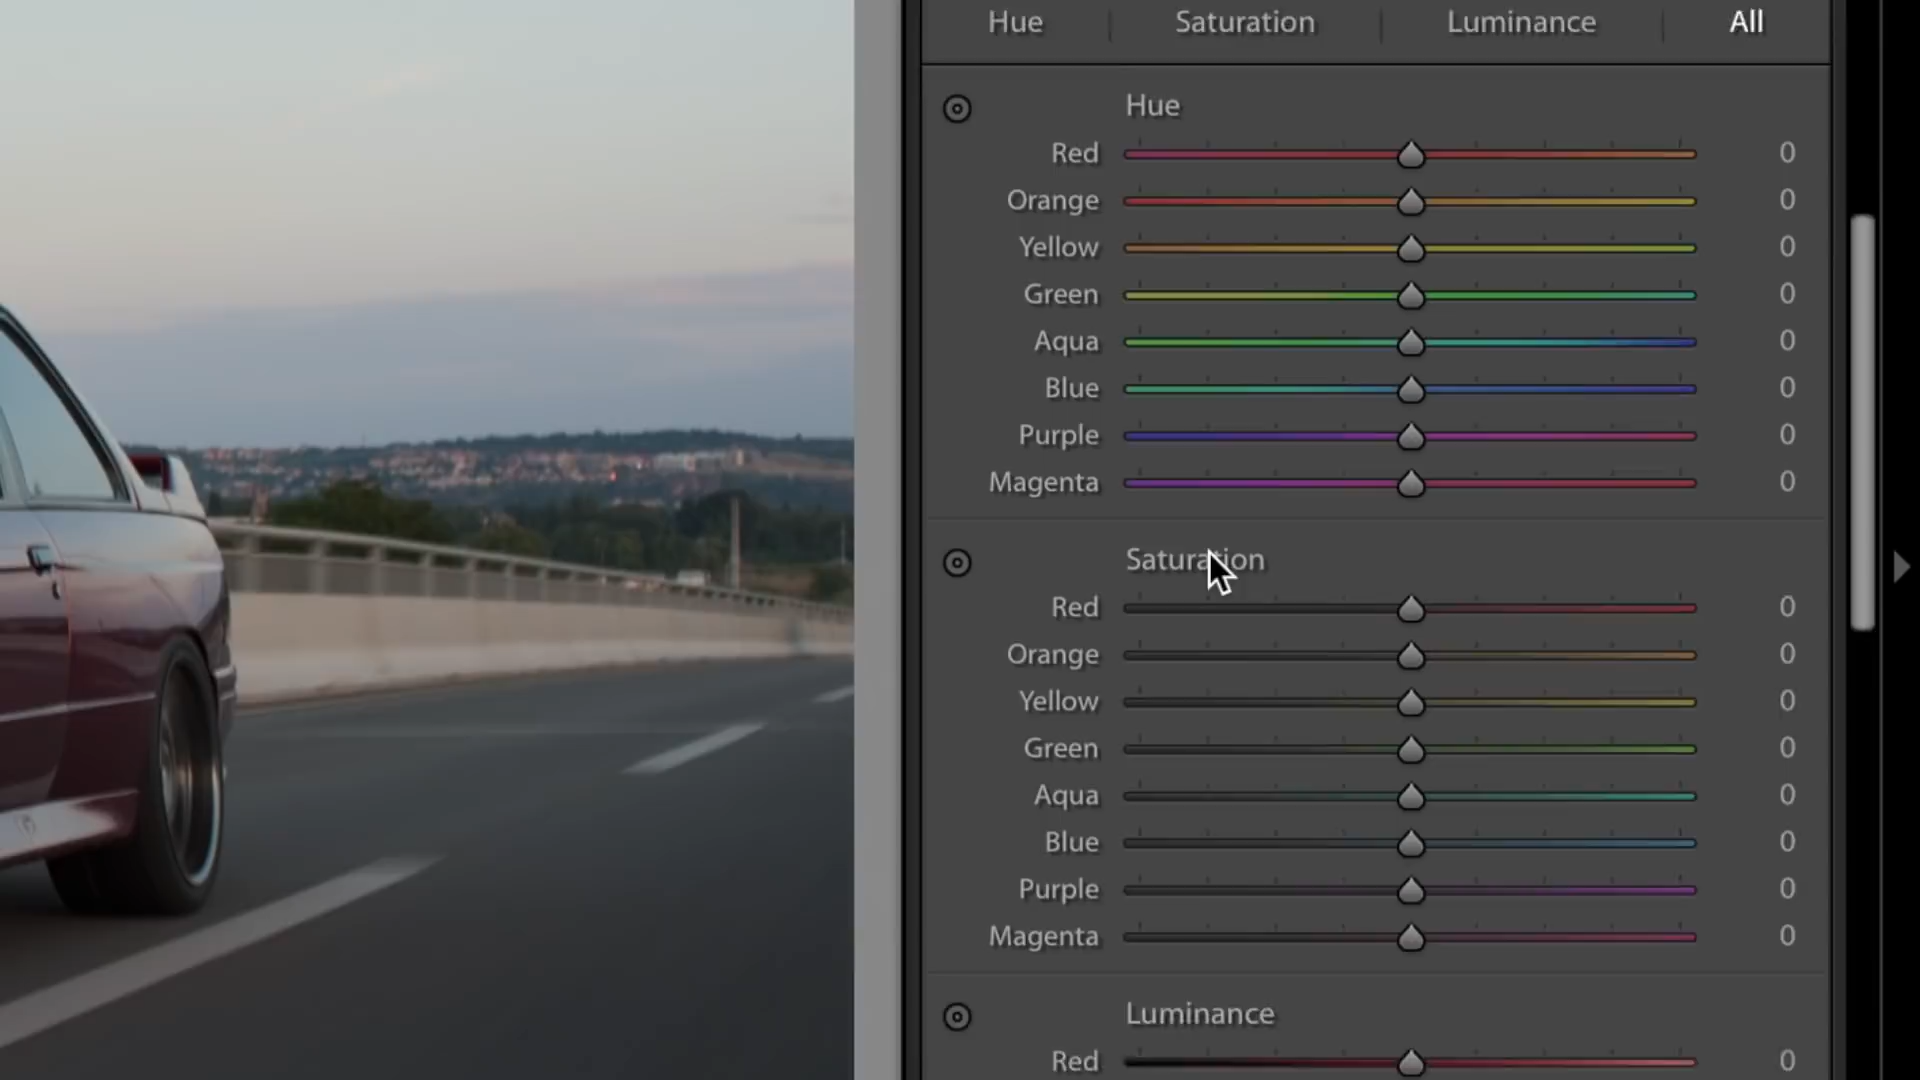 Hue Saturation Luminance All
Hue
Red 0
Orange 0
Yellow 0
Green 0
Aqua 0
Blue 0
Purple 0
Magenta 0
Saturation
Red 0
Orange 0
Yellow 0
Green 0
Aqua 0
Blue 0
Purple 0
Magenta 0
Luminance
Red 0